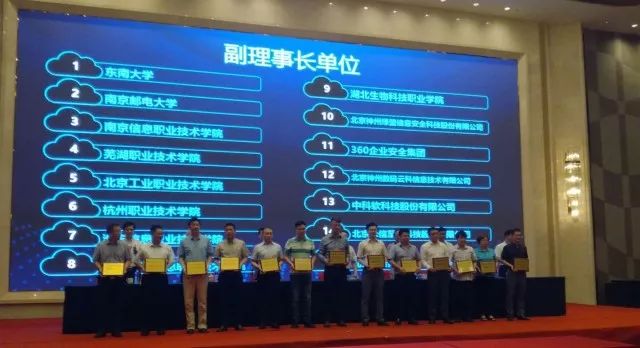 副理事长单位
1
东南大学
2
南京邮电大学
3
南京信息职业技术学院
4
芜湖职业技术学院
5
北京工业职业技术学院
6
杭州职业技术学院
7
8
9
湖北生物科技职业学院
10
北京神州绿盟信息安全科技股份有限公司
11
360企业安全集团
12
北京神州数码云科信息技术有限公司
13
中科软科技股份有限公司
14